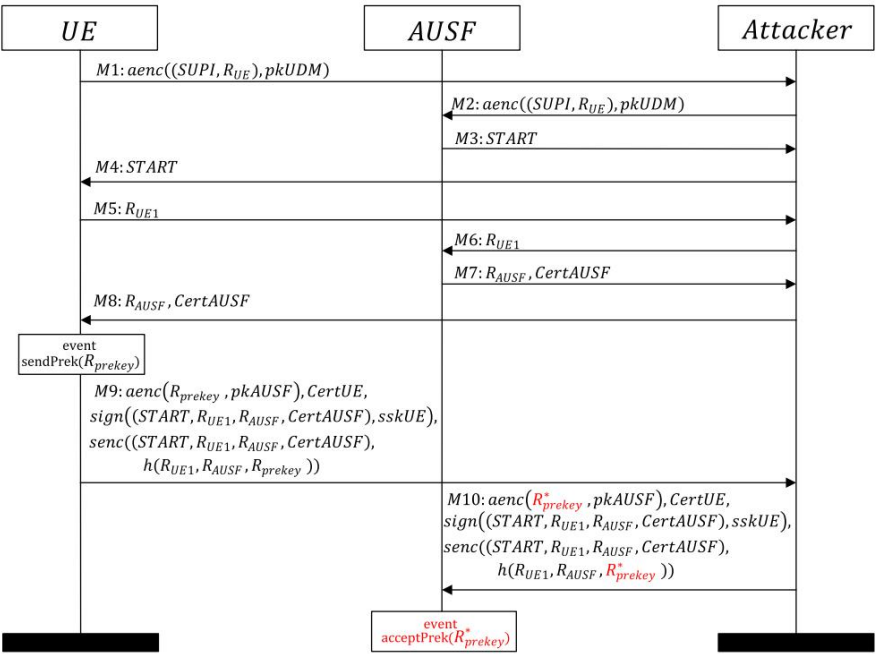 UE
AUSF
Attacker
M1: aenc((SUPI, R_UE), pkUDM)
M2: aenc((SUPI, R_UE), pkUDM)
M3: START
M4: START
M5: R_UE1
M6: R_UE1
M7: R_AUSF, CertAUSF
M8: R_AUSF, CertAUSF
event
sendPrek(R_prekey)
M9: aenc(R_prekey, pkAUSF), CertUE,
sign((START, R_UE1, R_AUSF, CertAUSF), sskUE),
senc((START, R_UE1, R_AUSF, CertAUSF),
h(R_UE1, R_AUSF, R_prekey))
M10: aenc(R*_prekey, pkAUSF), CertUE,
sign((START, R_UE1, R_AUSF, CertAUSF), sskUE),
senc((START, R_UE1, R_AUSF, CertAUSF),
h(R_UE1, R_AUSF, R*_prekey))
event
acceptPrek(R*_prekey)